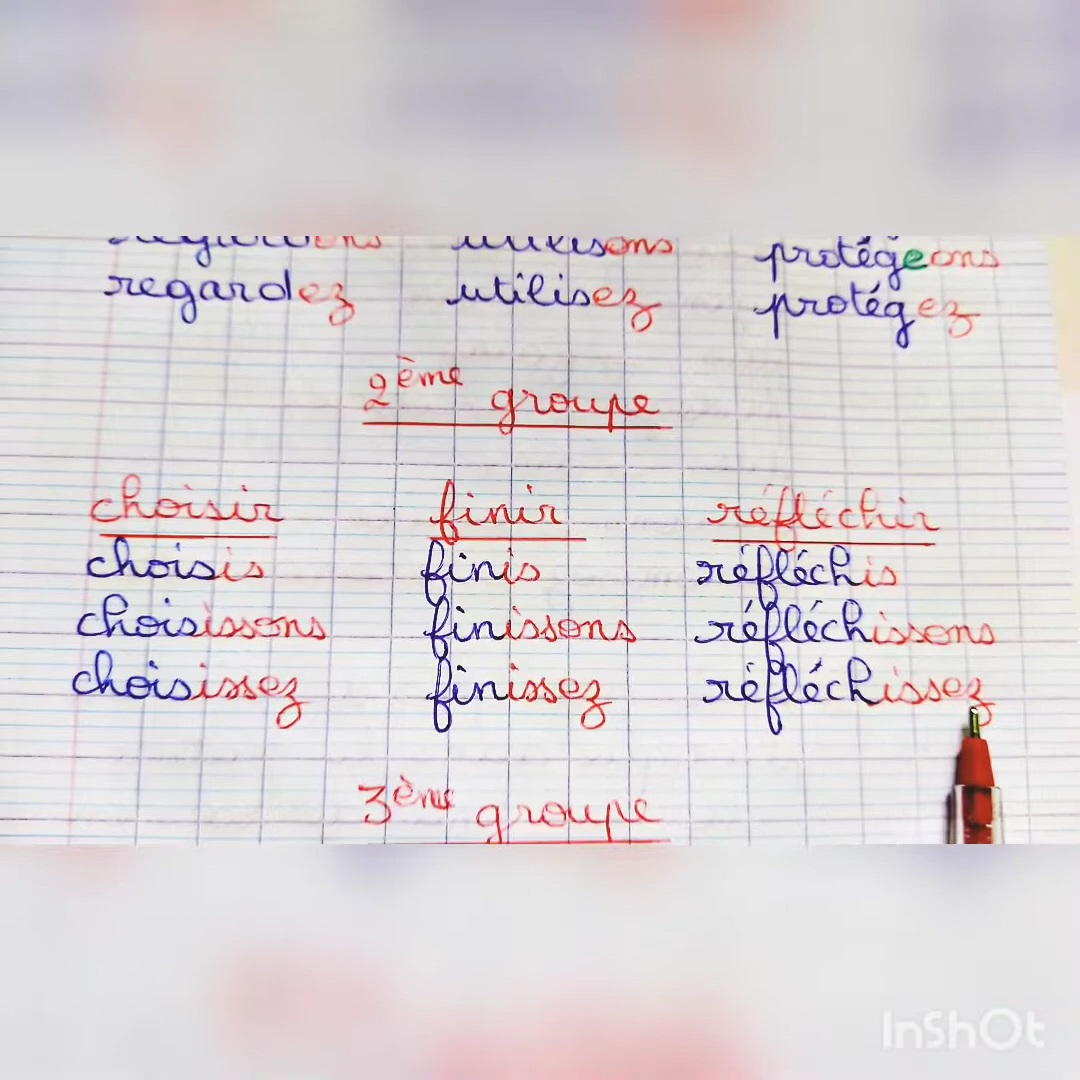 utilisons protégeons
regardez utilisez protégez
2ème groupe
choisir finir réfléchir
choisis finis réfléchis
choisissons finissons réfléchissons
choisissez finissez réfléchissez
3ème groupe
InShOt